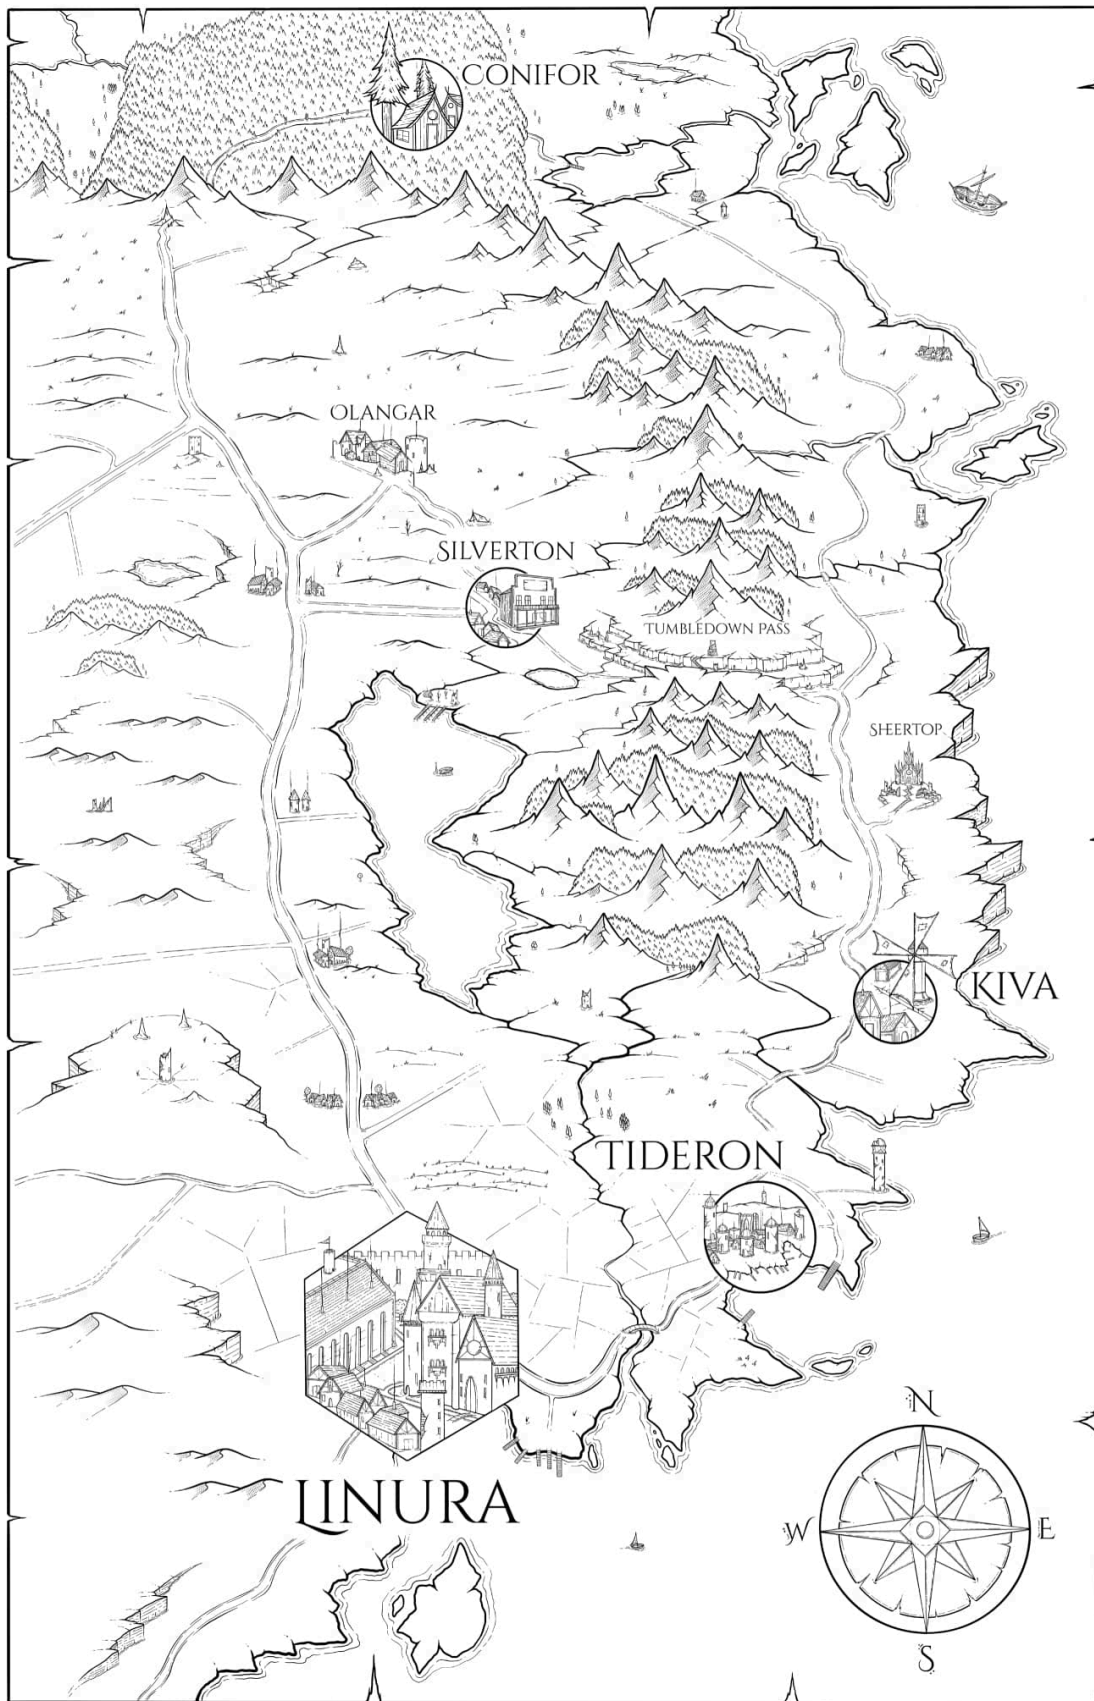 CONIFOR
OLANGAR
SILVERTON
TUMBLEDOWN PASS
SHEERTOP
KIVA
TIDERON
LINURA
N
W
E
S